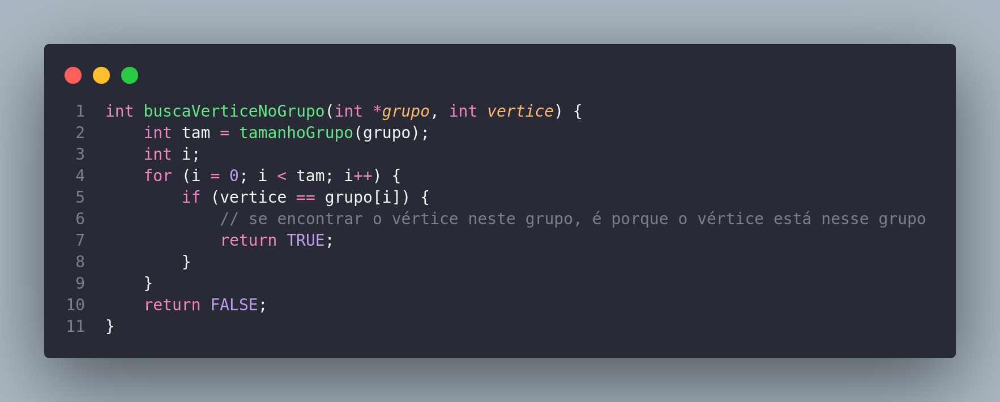 1 int buscaVerticeNoGrupo(int *grupo, int vertice) {
2     int tam = tamanhoGrupo(grupo);
3     int i;
4     for (i = 0; i < tam; i++) {
5         if (vertice == grupo[i]) {
6             // se encontrar o vértice neste grupo, é porque o vértice está nesse grupo
7             return TRUE;
8         }
9     }
10     return FALSE;
11 }